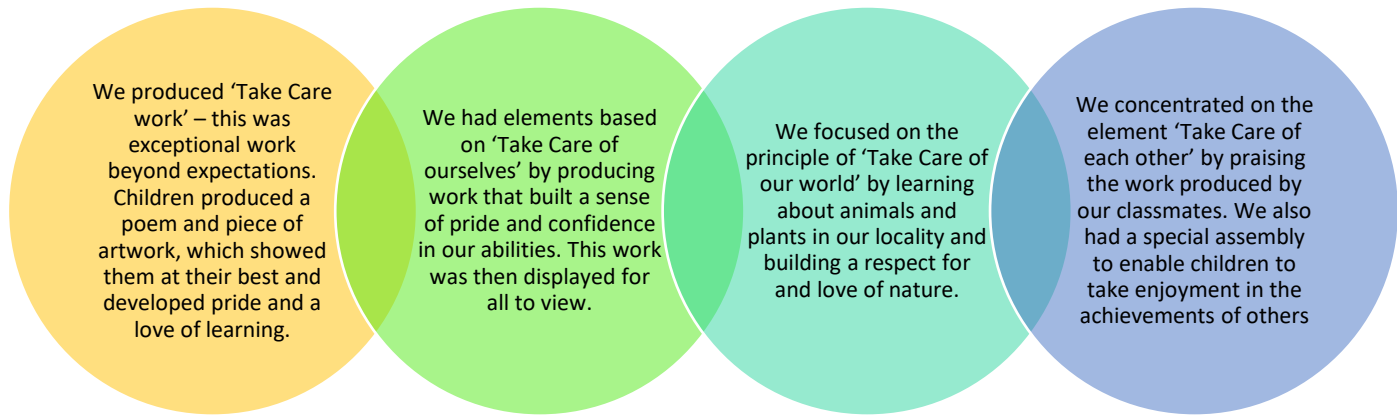 We produced ‘Take Care
work’ – this was
exceptional work
beyond expectations.
Children produced a
poem and piece of
artwork, which showed
them at their best and
developed pride and a
love of learning.
We had elements based
on ‘Take Care of
ourselves’ by producing
work that built a sense
of pride and confidence
in our abilities. This work
was then displayed for
all to view.
We focused on the
principle of ‘Take Care of
our world’ by learning
about animals and
plants in our locality and
building a respect for
and love of nature.
We concentrated on the
element ‘Take Care of
each other’ by praising
the work produced by
our classmates. We also
had a special assembly
to enable children to
take enjoyment in the
achievements of others